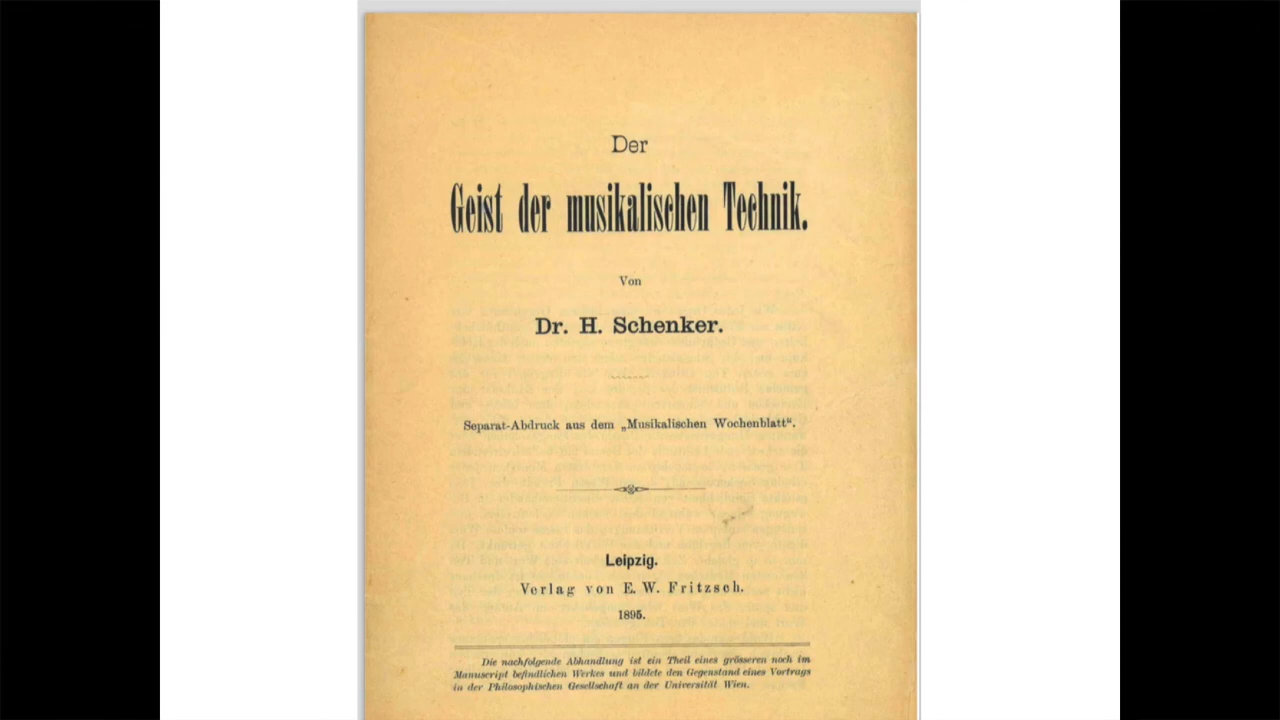 Der
Geist der musikalischen Technik.
Von
Dr. H. Schenker.
Separat-Abdruck aus dem „Musikalischen Wochenblatt“.
Leipzig.
Verlag von E. W. Fritzsch.
1895.
Die nachfolgende Abhandlung ist ein Theil eines grösseren noch im
Manuscript befindlichen Werkes und bildete den Gegenstand eines Vortrags
in der Philosophischen Gesellschaft an der Universität Wien.